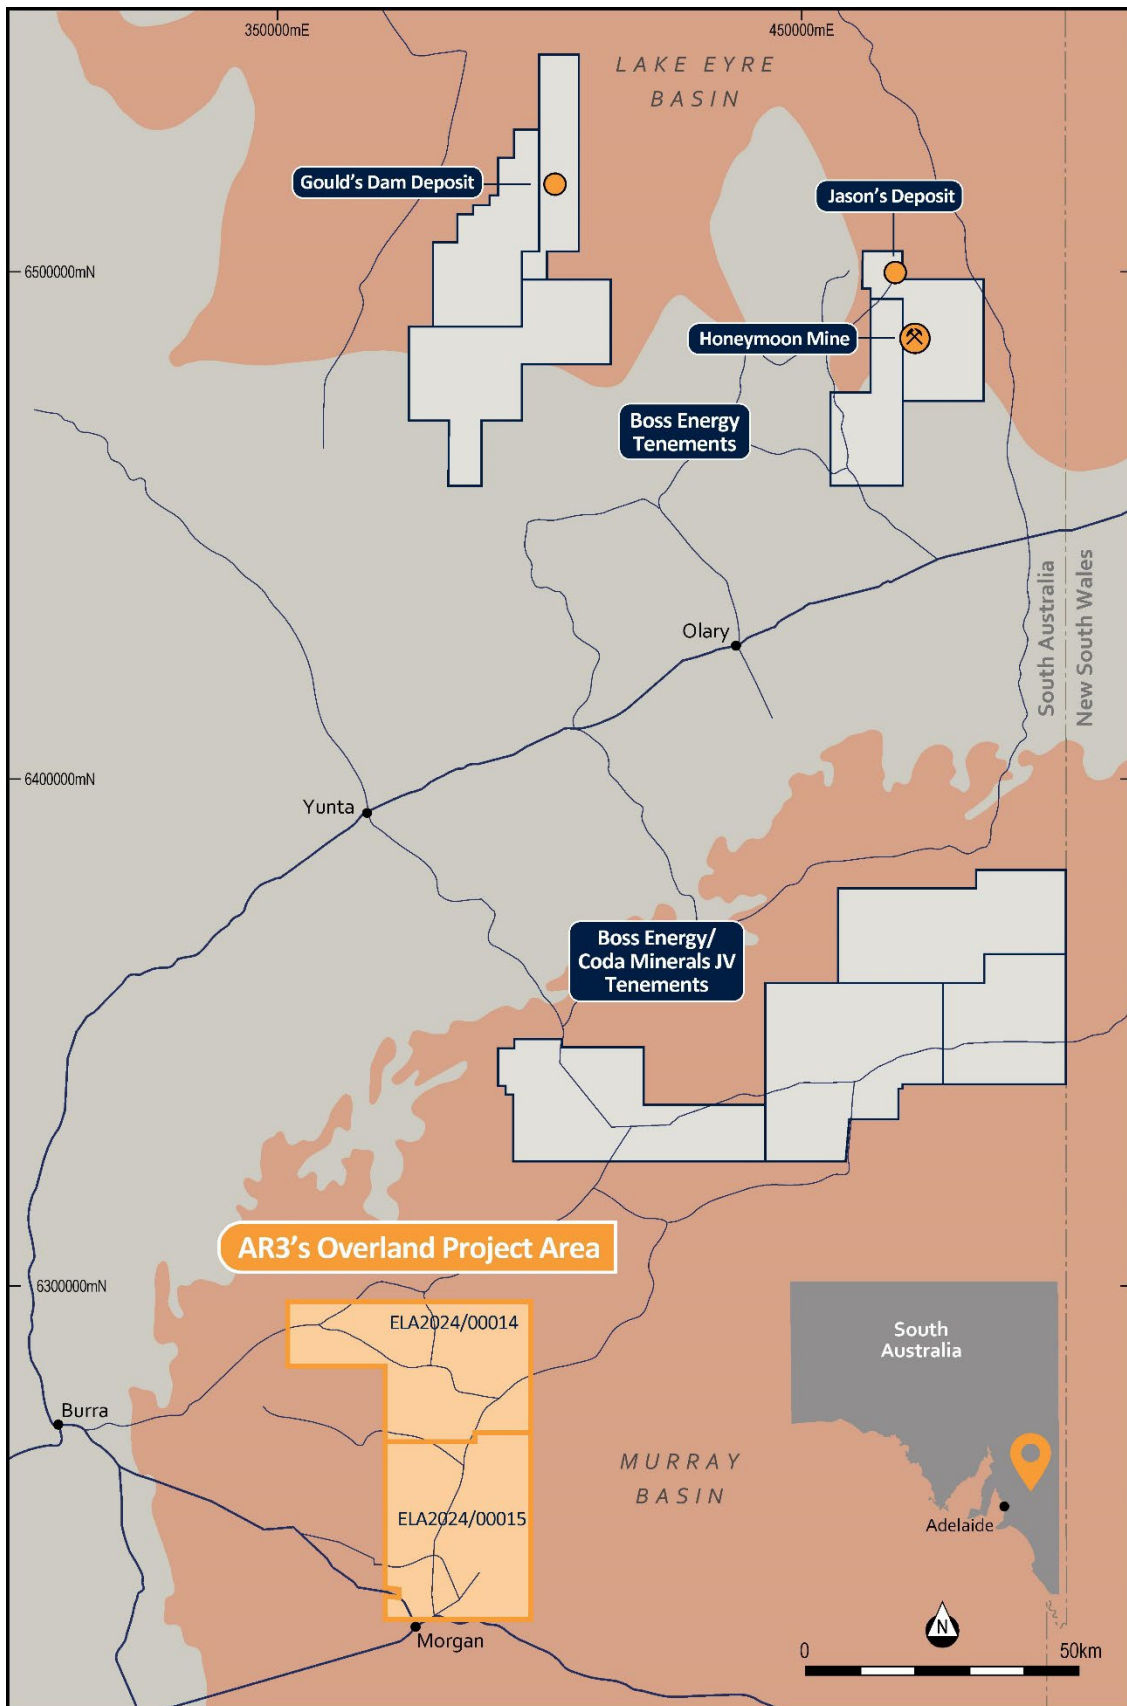 350000mE
450000mE
LAKE EYRE
BASIN
Gould's Dam Deposit
Jason's Deposit
6500000mN
Honeymoon Mine
Boss Energy
Tenements
South Australia
New South Wales
Olary
6400000mN
Yunta
Boss Energy/
Coda Minerals JV
Tenements
AR3's Overland Project Area
6300000mN
ELA2024/00014
South
Australia
Burra
MURRAY
BASIN
ELA2024/00015
Adelaide
N
Morgan
0
50km